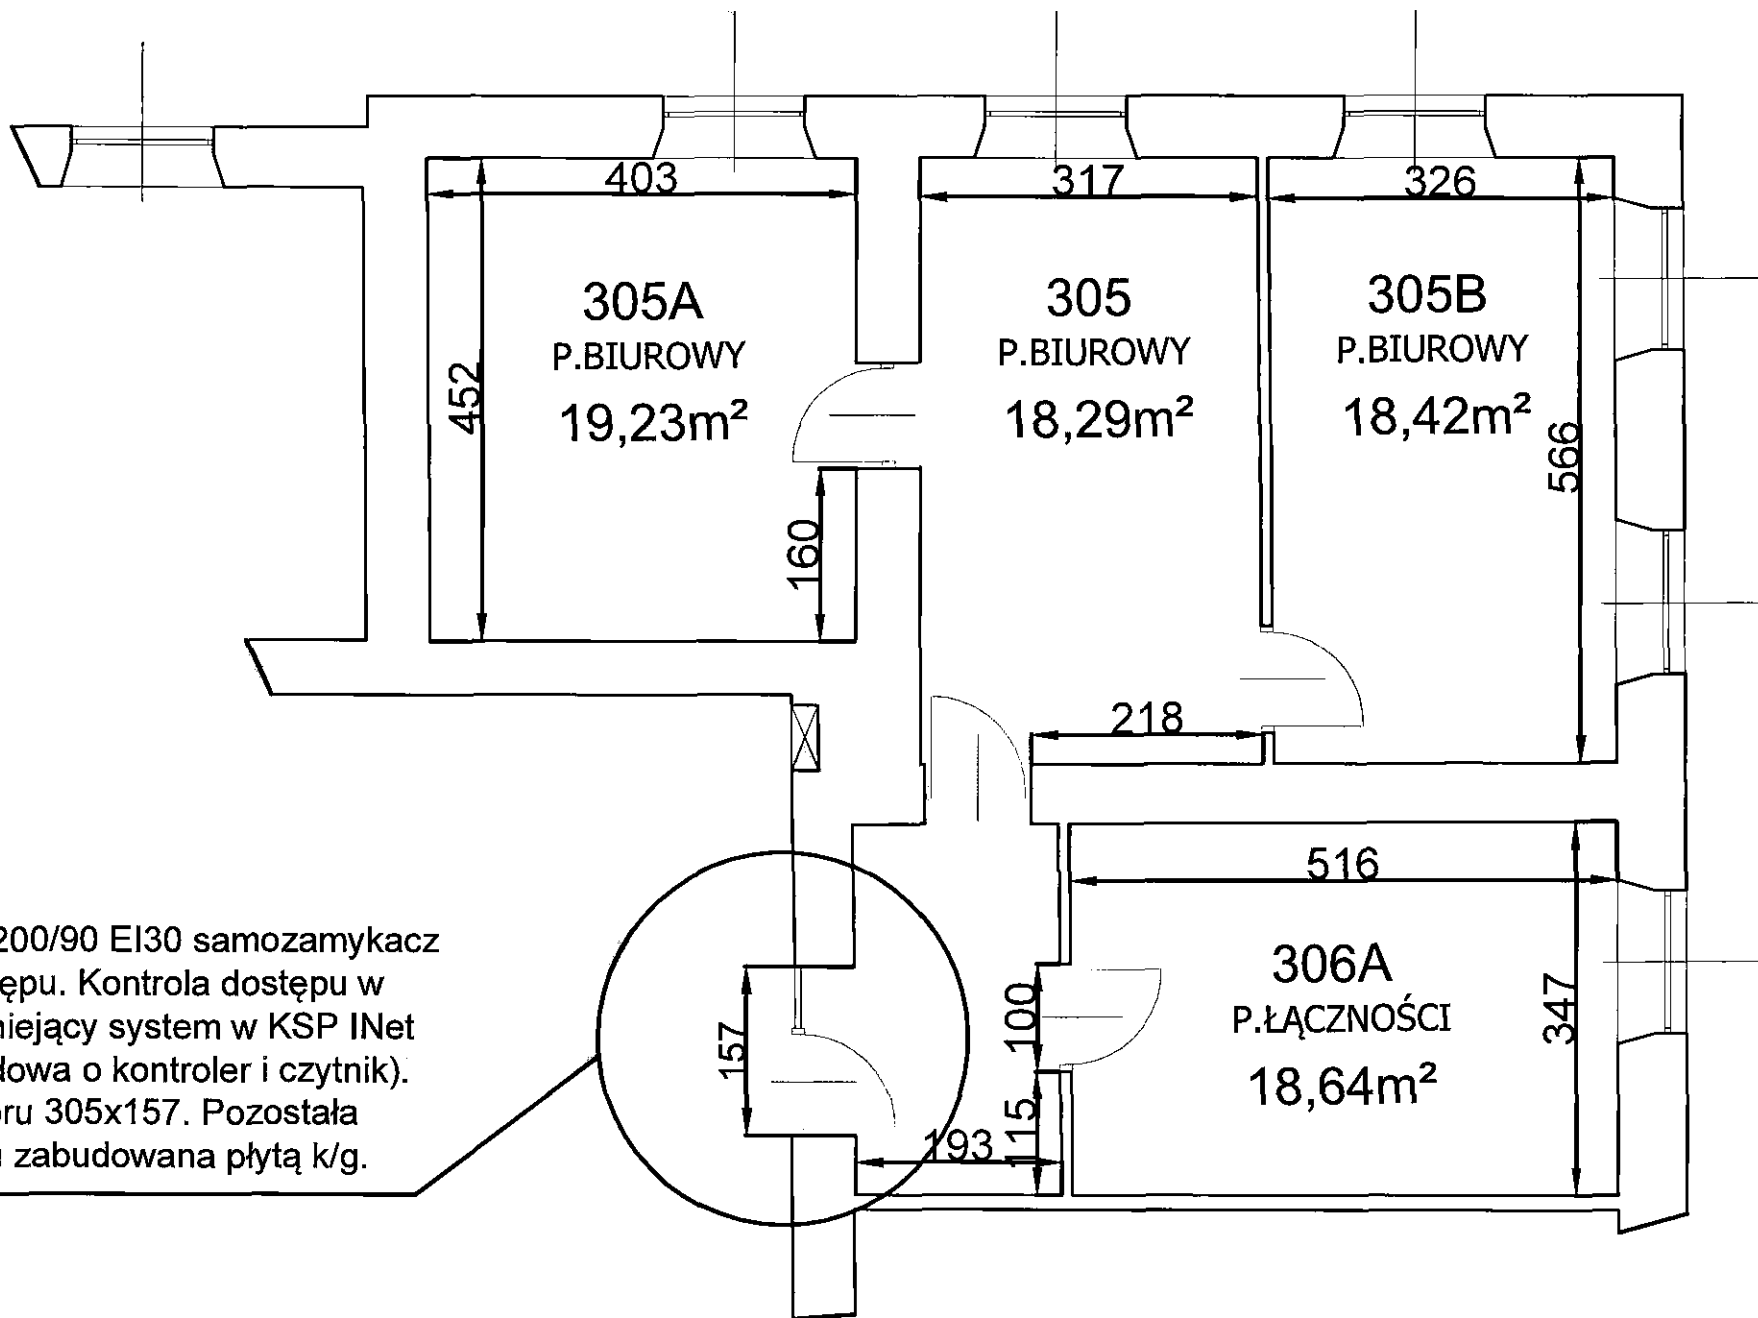 403
317
326
305A
P.BIUROWY
19,23m²
452
160
305
P.BIUROWY
18,29m²
305B
P.BIUROWY
18,42m²
566
218
516
306A
P.ŁĄCZNOŚCI
18,64m²
347
100
115
193
157
200/90 EI30 samozamykacz
ępu. Kontrola dostępu w
niejący system w KSP INet
dowa o kontroler i czytnik).
oru 305x157. Pozostała
u zabudowana płytą k/g.